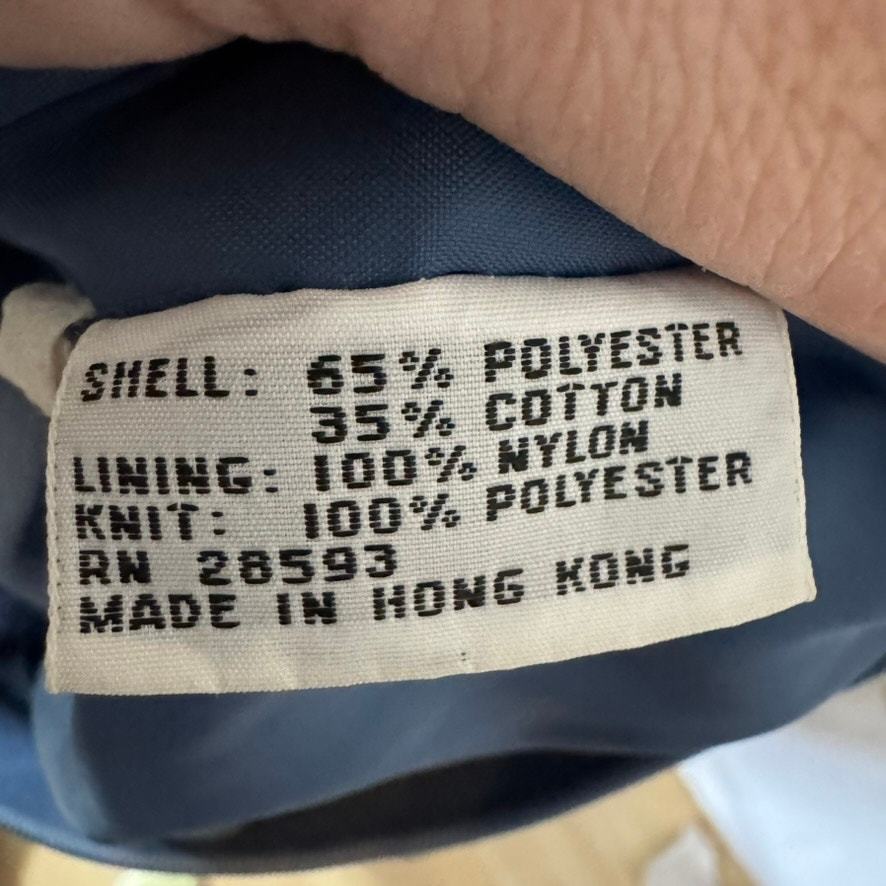 SHELL: 65% POLYESTER
35% COTTON
LINING: 100% NYLON
KNIT: 100% POLYESTER
RN 28593
MADE IN HONG KONG